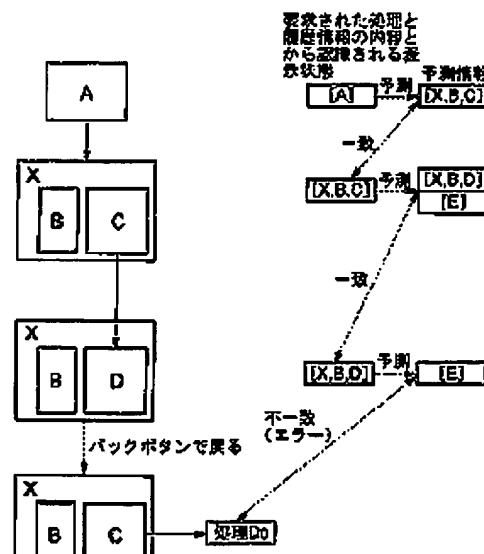 要求された処理と
履歴情報の内容と
から認識される表
示状態
予測情報
A
[A]
予測
[X,B,C]
一致
X
B
C
[X,B,C]
予測
[X,B,D]
[E]
一致
X
B
D
[X,B,D]
予測
[E]
不一致
(エラー)
バックボタンで戻る
X
B
C
処理Do